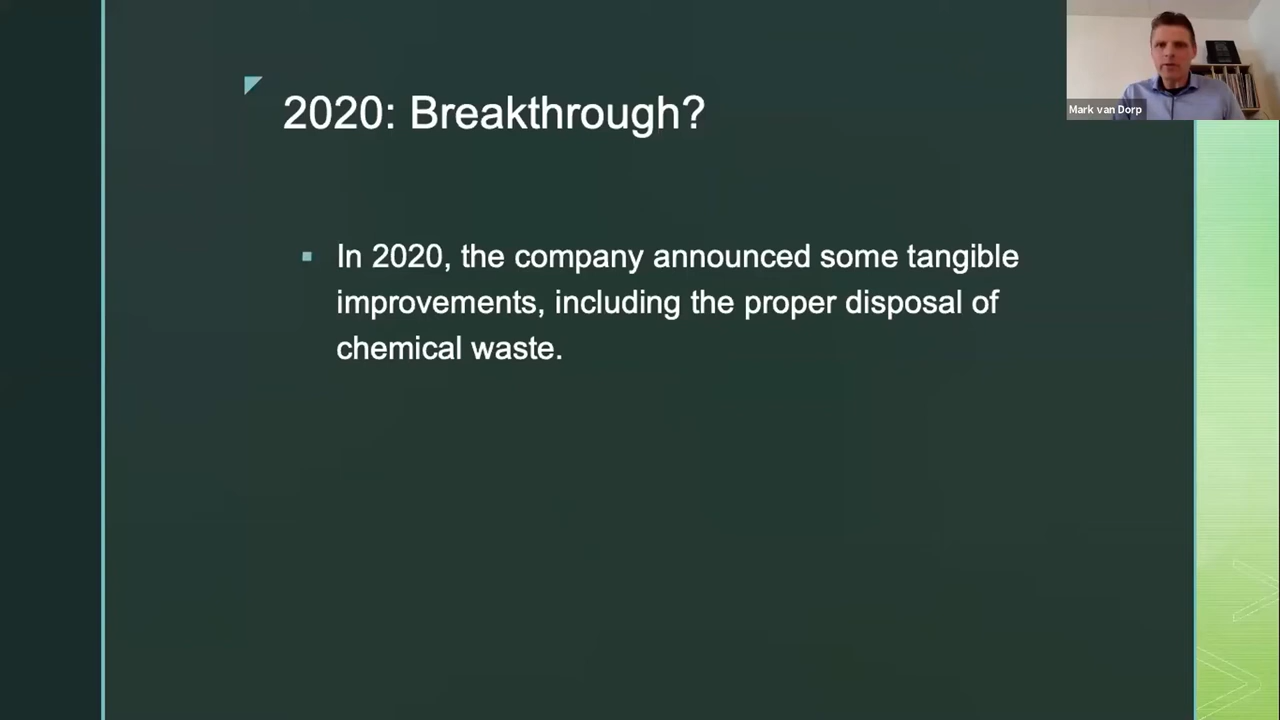 2020: Breakthrough?
Mark van Dorp
In 2020, the company announced some tangible
improvements, including the proper disposal of
chemical waste.